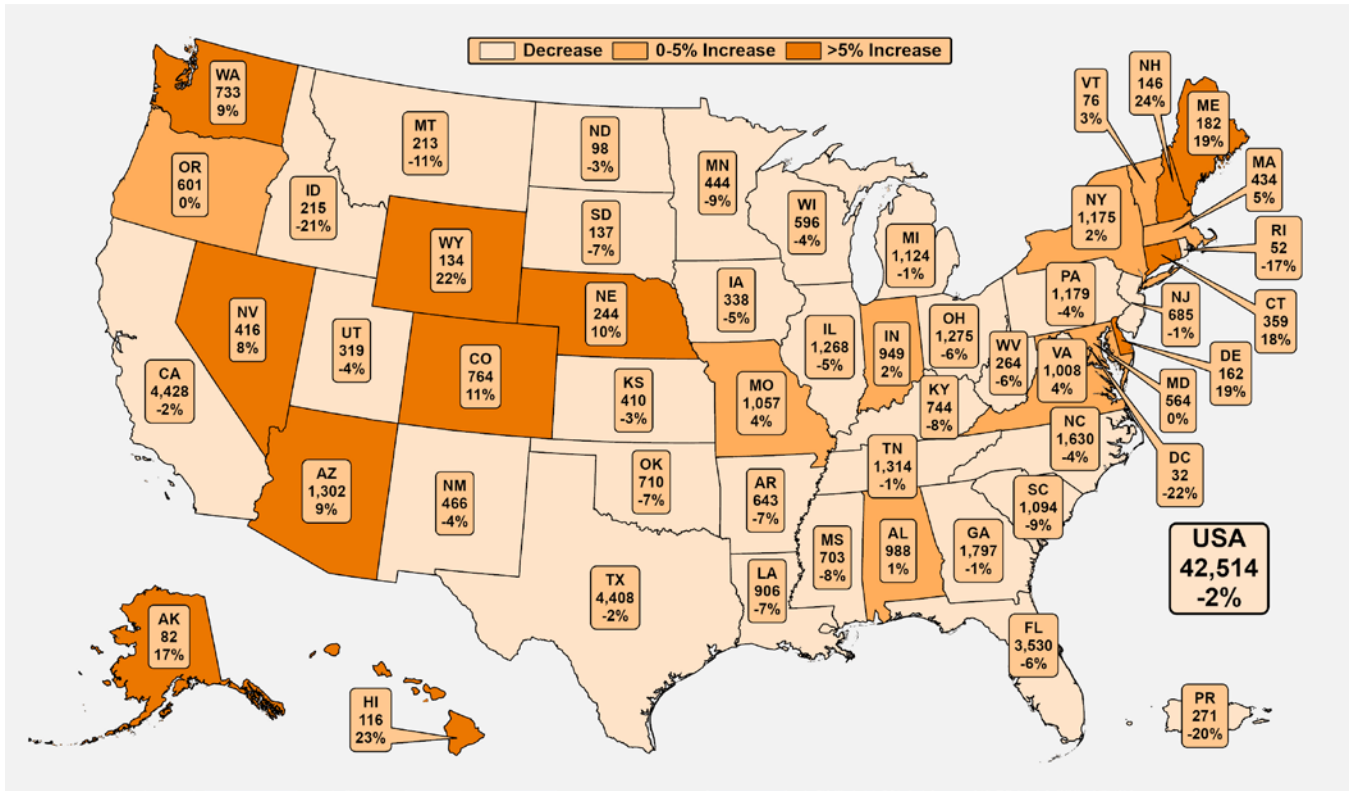 Decrease 0-5% Increase >5% Increase
WA
733
9%
OR
601
0%
ID
215
-21%
MT
213
-11%
ND
98
-3%
SD
137
-7%
MN
444
-9%
WI
596
-4%
MI
1,124
-1%
WY
134
22%
NE
244
10%
IA
338
-5%
IL
1,268
-5%
IN
949
2%
OH
1,275
-6%
PA
1,179
-4%
NY
1,175
2%
VT
76
3%
NH
146
24%
ME
182
19%
MA
434
5%
RI
52
-17%
CT
359
18%
NJ
685
-1%
DE
162
19%
MD
564
0%
DC
32
-22%
WV
264
-6%
VA
1,008
4%
NC
1,630
-4%
SC
1,094
-9%
KY
744
-8%
TN
1,314
-1%
NV
416
8%
UT
319
-4%
CO
764
11%
KS
410
-3%
MO
1,057
4%
CA
4,428
-2%
AZ
1,302
9%
NM
466
-4%
OK
710
-7%
AR
643
-7%
TX
4,408
-2%
LA
906
-7%
MS
703
-8%
AL
988
1%
GA
1,797
-1%
FL
3,530
-6%
USA
42,514
-2%
AK
82
17%
HI
116
23%
PR
271
-20%